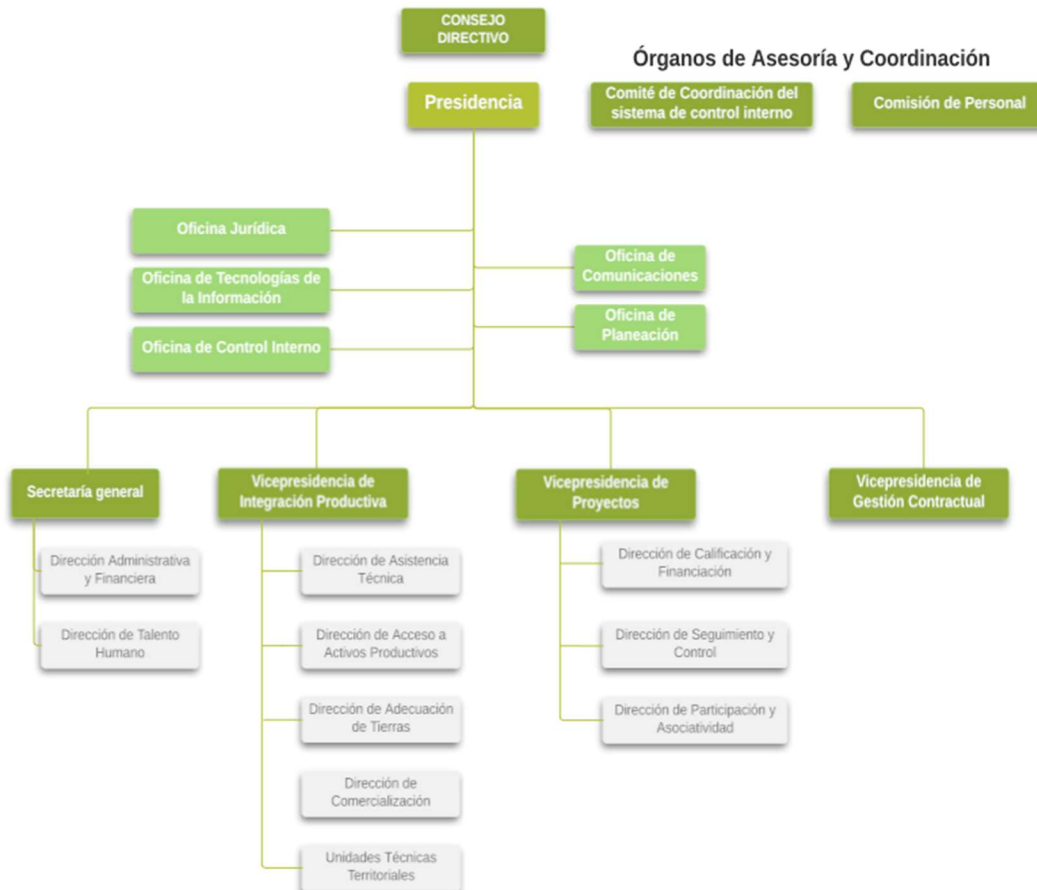 CONSEJO
DIRECTIVO
Órganos de Asesoría y Coordinación
Presidencia
Comité de Coordinación del
sistema de control interno
Comisión de Personal
Oficina Jurídica
Oficina de Tecnologías de
la Información
Oficina de Control Interno
Oficina de
Comunicaciones
Oficina de
Planeación
Secretaría general
Dirección Administrativa
y Financiera
Dirección de Talento
Humano
Vicepresidencia de
Integración Productiva
Dirección de Asistencia
Técnica
Dirección de Acceso a
Activos Productivos
Dirección de Adecuación
de Tierras
Dirección de
Comercialización
Unidades Técnicas
Territoriales
Vicepresidencia de
Proyectos
Dirección de Calificación y
Financiación
Dirección de Seguimiento y
Control
Dirección de Participación y
Asociatividad
Vicepresidencia de
Gestión Contractual